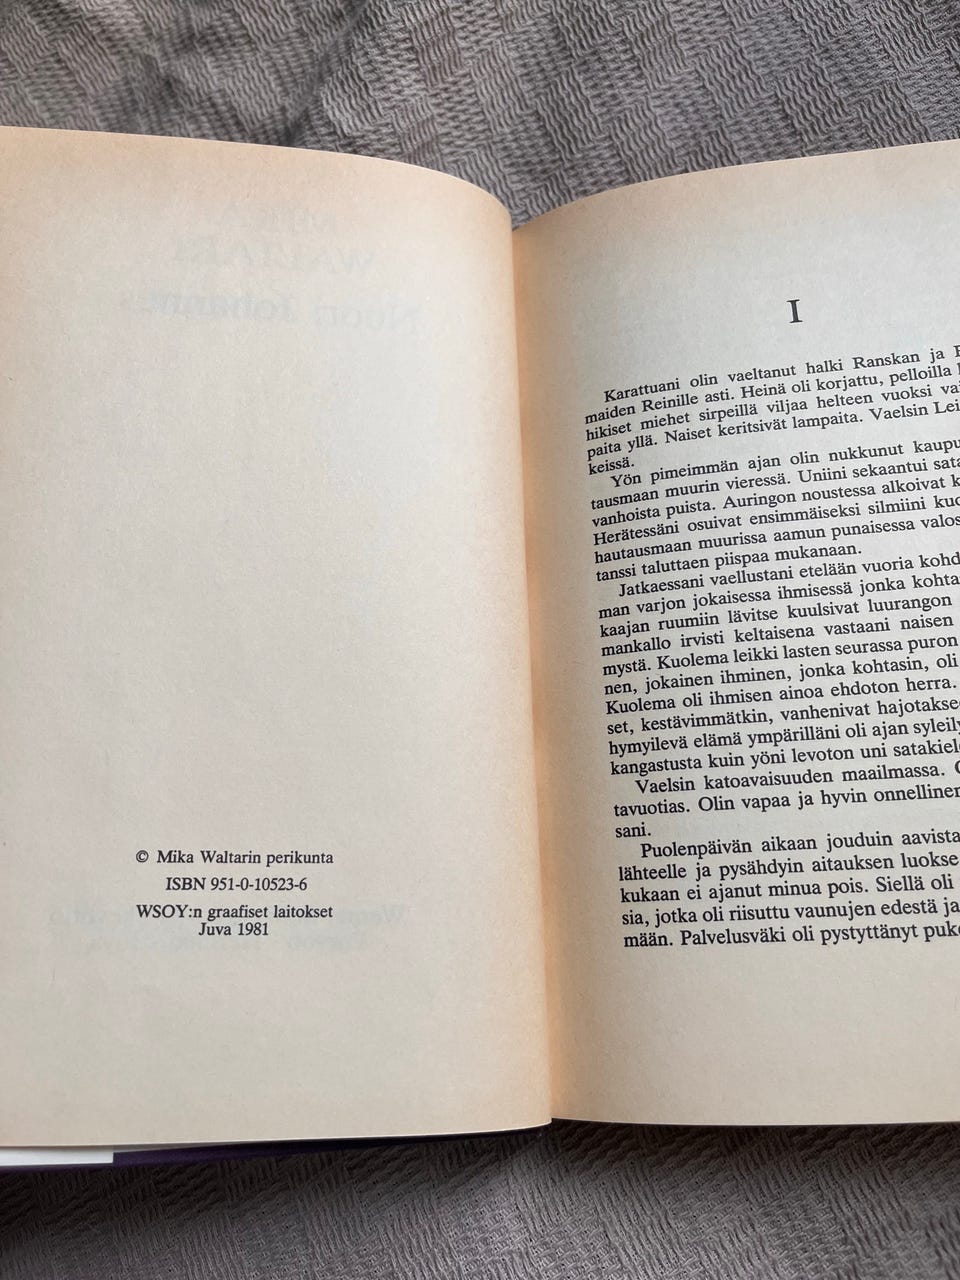 WALTARI
Nuori Johannes
© Mika Waltarin perikunta
ISBN 951-0-10523-6
WSOY:n graafiset laitokset
Juva 1981
I
Karattuani olin vaeltanut halki Ranskan ja
maiden Reinille asti. Heinä oli korjattu, pelloilla
hikiset miehet sirpeillä viljaa helteen vuoksi
paita yllä. Naiset keritsivät lampaita. Vaelsin
keissä.
Yön pimeimmän ajan olin nukkunut
tausmaan muurin vieressä. Uniini sekaantui
vanhoista puista. Auringon noustessa alkoivat
Herätessäni osuivat ensimmäiseksi silmiini
hautausmaan muurissa aamun punaisessa
tanssi taluttaen piispaa mukanaan.
Jatkaessani vaellustani etelään vuoria
man varjon jokaisessa ihmisessä jonka
kaajan ruumiin lävitse kuulsivat luurangon
mankallo irvisti keltaisena vastaani naisen
mystä. Kuolema leikki lasten seurassa puron
nen, jokainen ihminen, jonka kohtasin, oli
Kuolema oli ihmisen ainoa ehdoton herra.
set, kestävimmätkin, vanhenivat
hymyilevä elämä ympärilläni oli ajan
kangastusta kuin yöni levoton uni
Vaelsin katoavaisuuden maailmassa.
tavuotias. Olin vapaa ja hyvin
sani.
Puolenpäivän aikaan jouduin
lähteelle ja pysähdyin aitauksen luokse
kukaan ei ajanut minua pois. Siellä oli
sia, jotka oli riisuttu vaunujen edestä
mään. Palvelusväki oli pystyttänyt